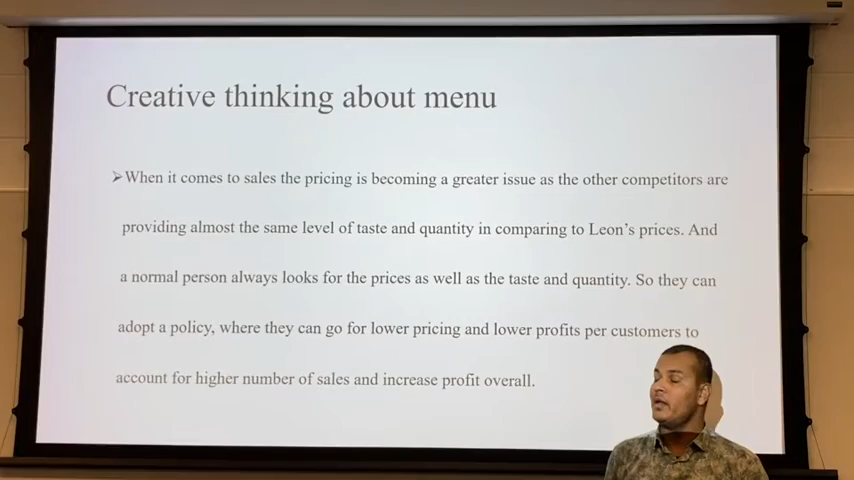 Creative thinking about menu
➢When it comes to sales the pricing is becoming a greater issue as the other competitors are
providing almost the same level of taste and quantity in comparing to Leon's prices. And
a normal person always looks for the prices as well as the taste and quantity. So they can
adopt a policy, where they can go for lower pricing and lower profits per customers to
account for higher number of sales and increase profit overall.